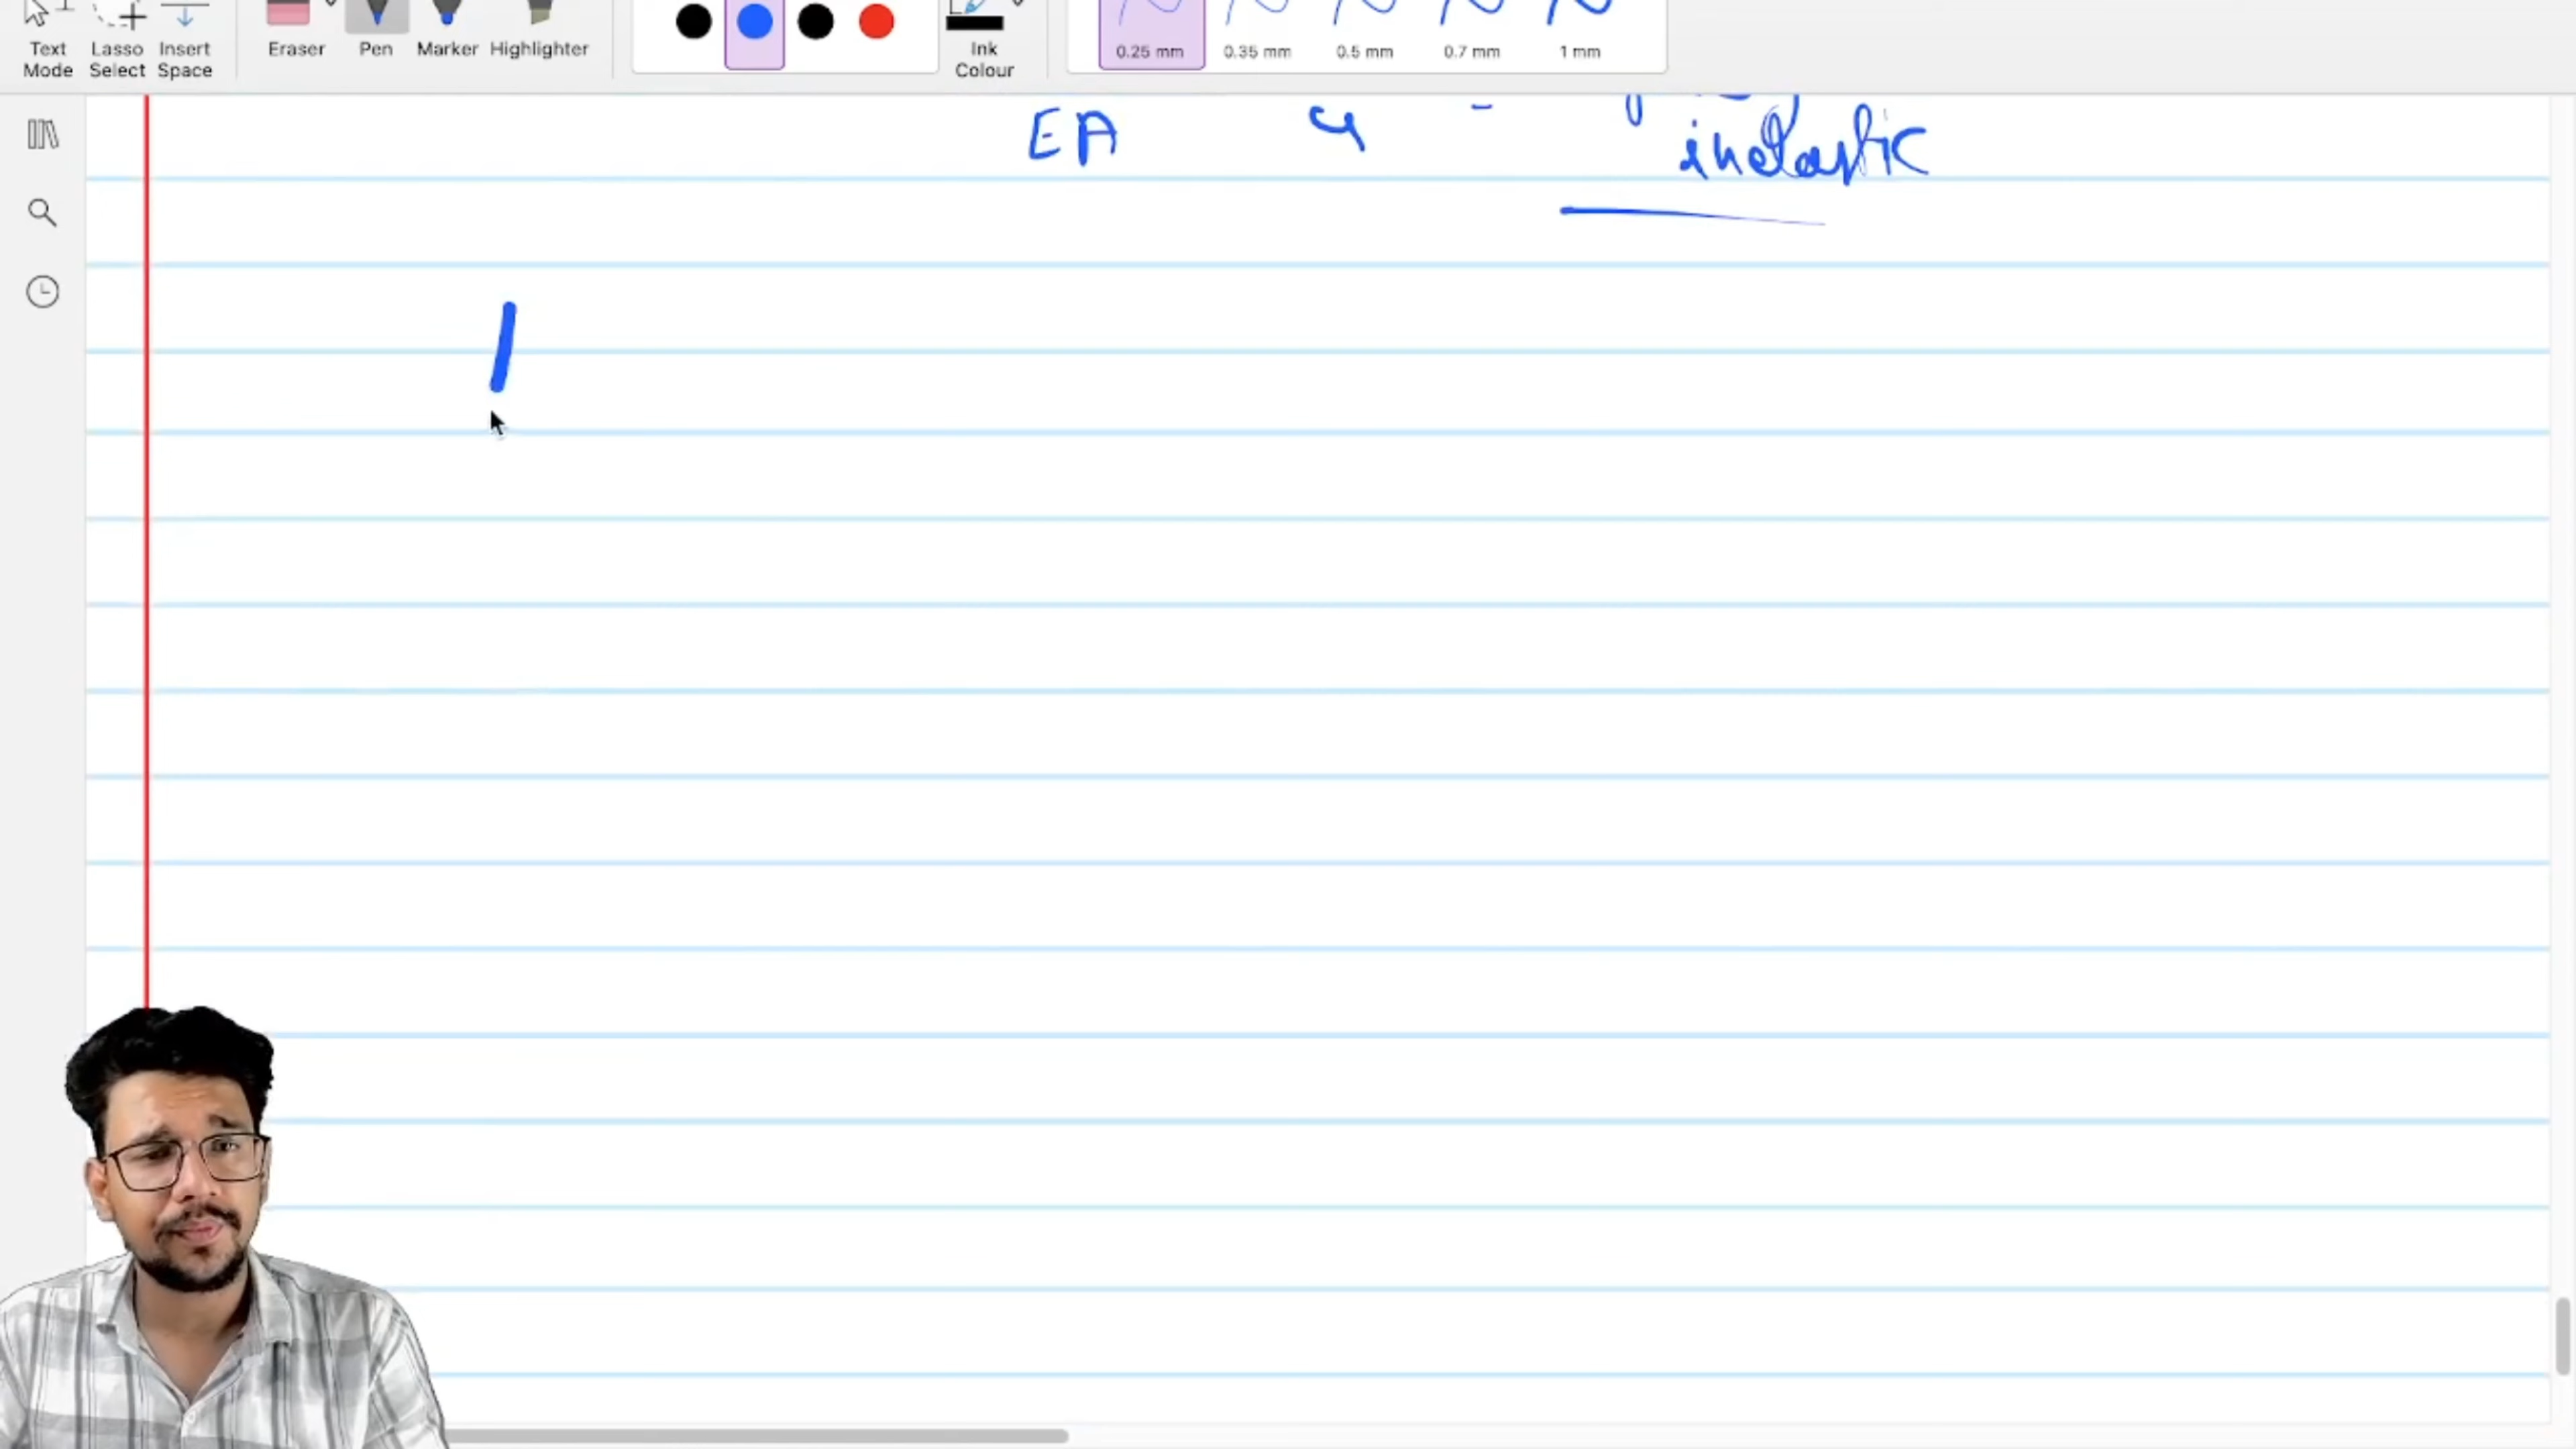 Text Mode
Lasso Select
Insert Space
Eraser
Pen
Marker
Highlighter
Ink Colour
0.25 mm
0.35 mm
0.5 mm
0.7 mm
1 mm
EA
inelastic